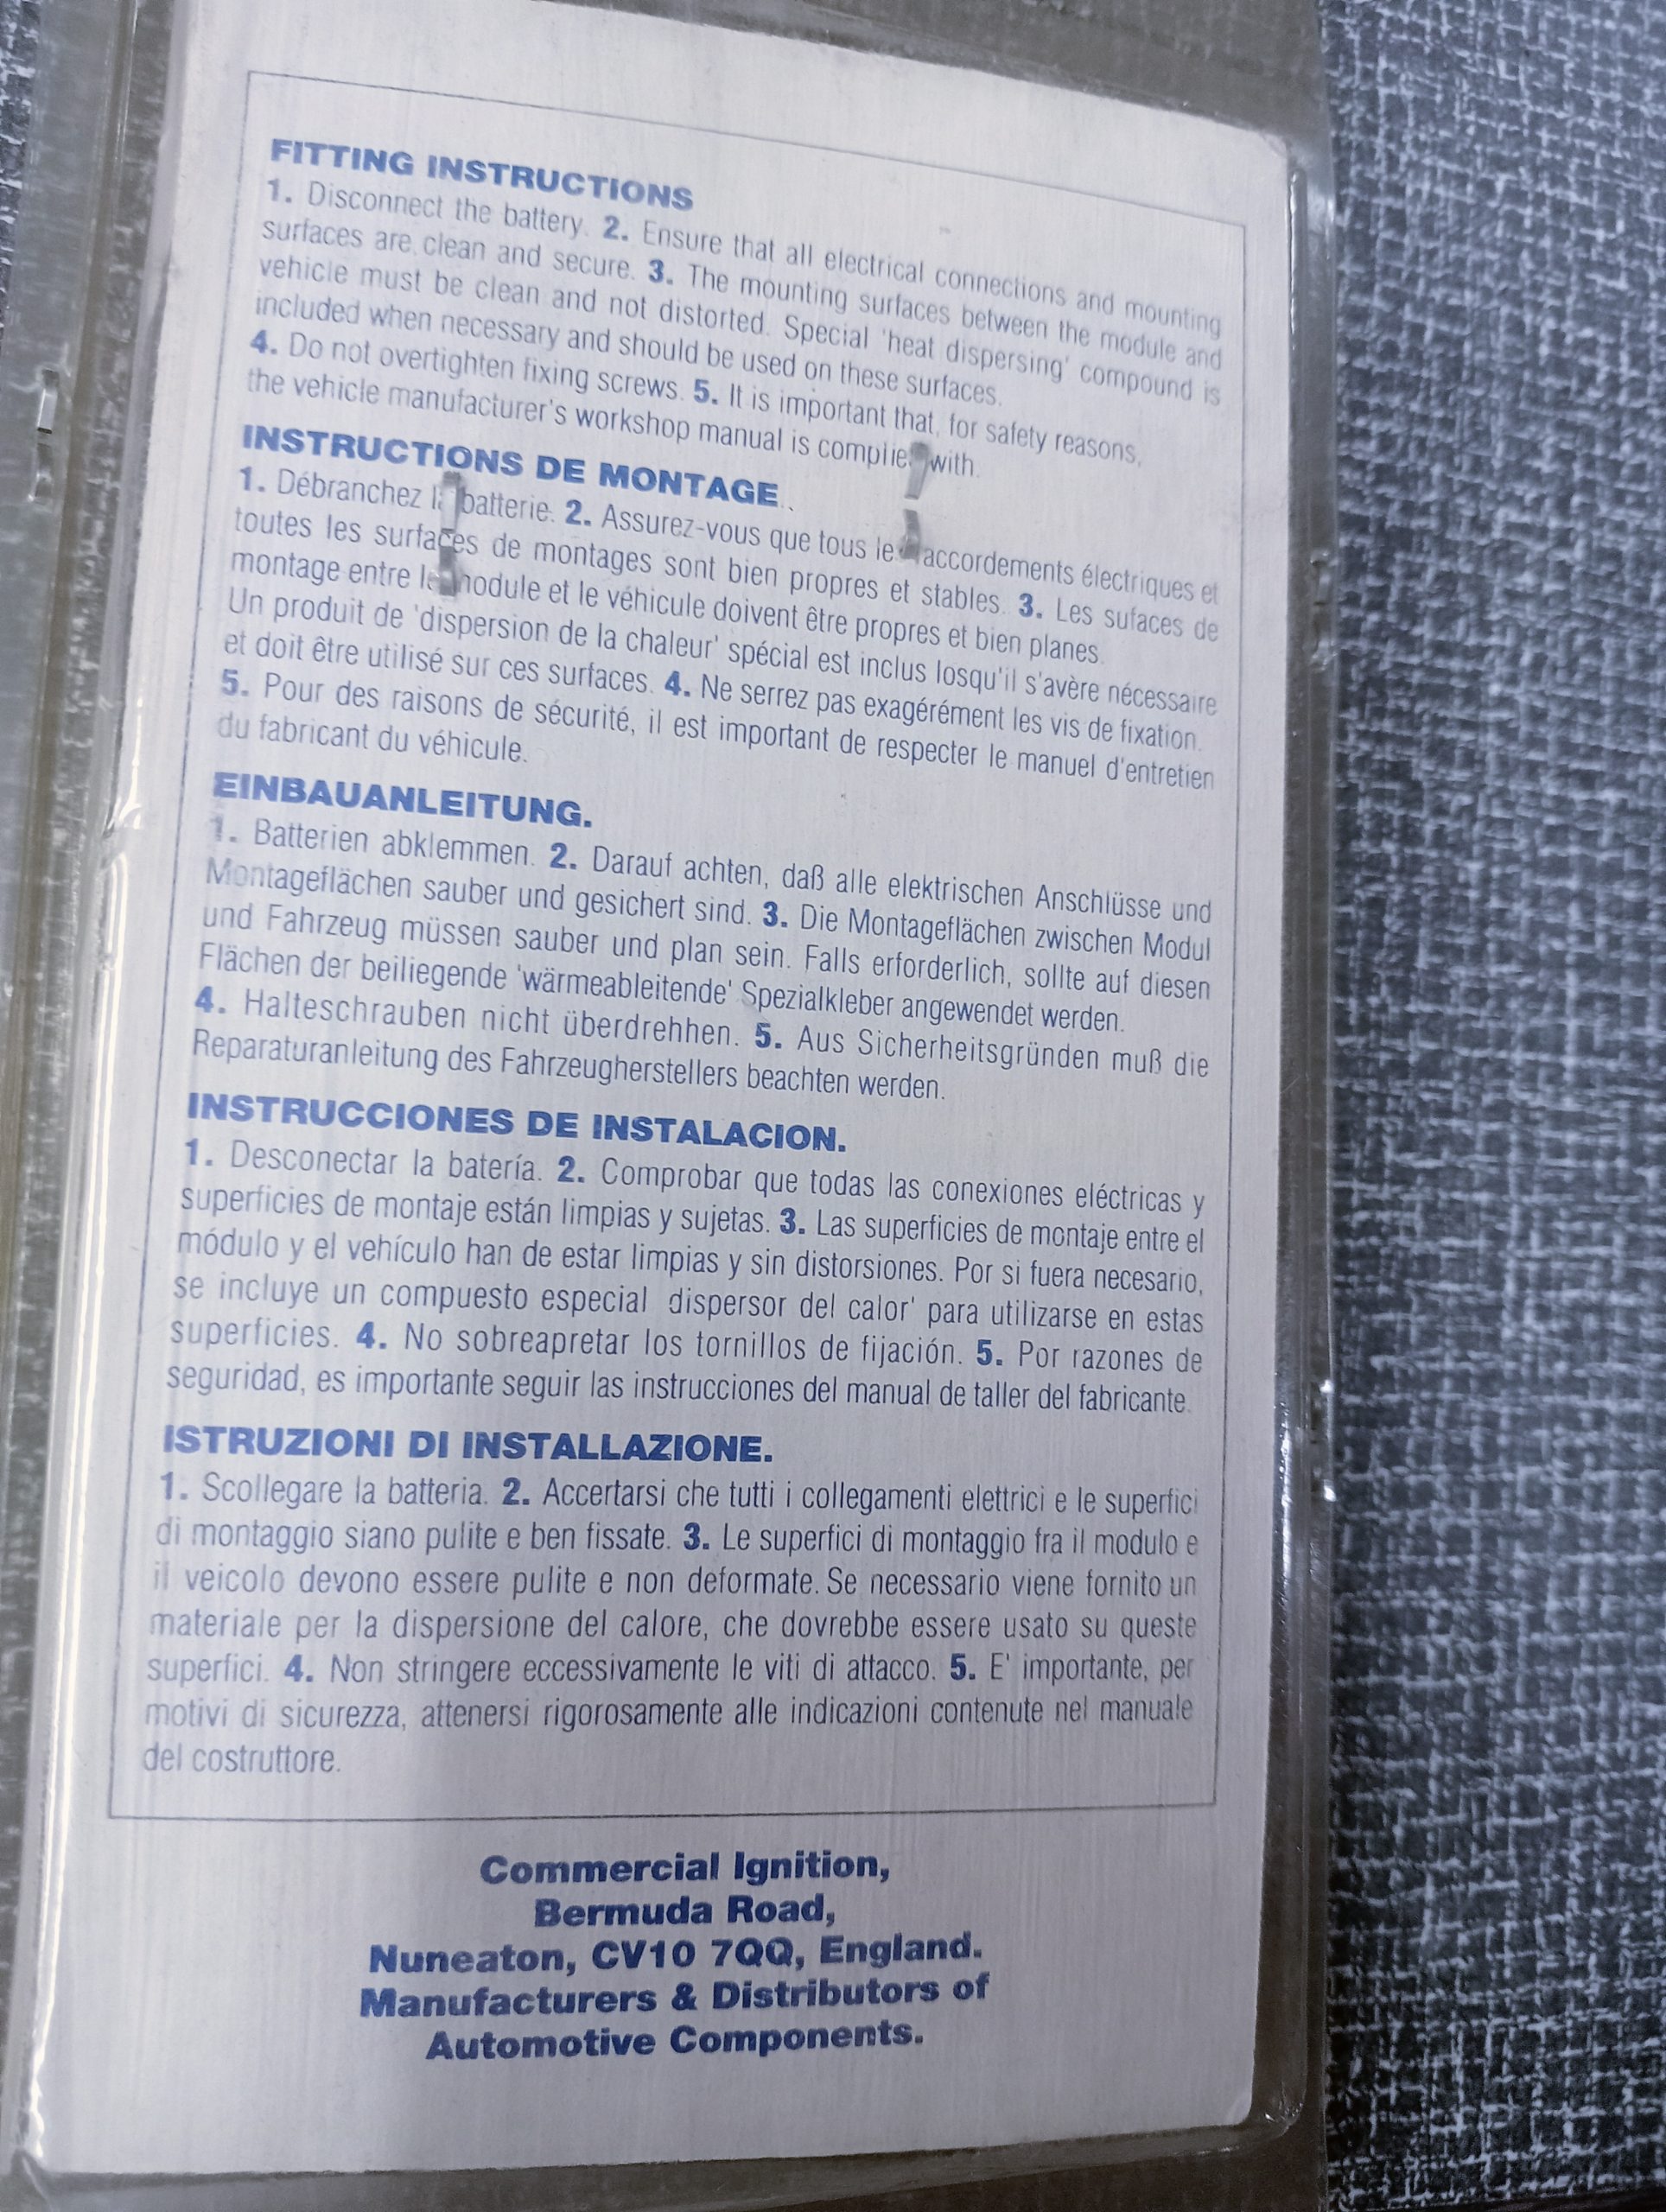 FITTING INSTRUCTIONS
1. Disconnect the battery. 2. Ensure that all electrical connections and mounting
surfaces are clean and secure. 3. The mounting surfaces between the module and
vehicle must be clean and not distorted. Special 'heat dispersing' compound is
included when necessary and should be used on these surfaces.
4. Do not overtighten fixing screws. 5. It is important that, for safety reasons,
the vehicle manufacturer's workshop manual is complied with.
INSTRUCTIONS DE MONTAGE.
1. Débranchez la batterie. 2. Assurez-vous que tous les raccordements électriques et
toutes les surfaces de montages sont bien propres et stables. 3. Les sufaces de
montage entre le module et le véhicule doivent être propres et bien planes.
Un produit de 'dispersion de la chaleur' spécial est inclus losqu'il s'avère nécessaire
et doit être utilisé sur ces surfaces. 4. Ne serrez pas exagérément les vis de fixation.
5. Pour des raisons de sécurité, il est important de respecter le manuel d'entretien
du fabricant du véhicule.
EINBAUANLEITUNG.
1. Batterien abklemmen. 2. Darauf achten, daß alle elektrischen Anschlüsse und
Montageflächen sauber und gesichert sind. 3. Die Montageflächen zwischen Modul
und Fahrzeug müssen sauber und plan sein. Falls erforderlich, sollte auf diesen
Flächen der beiliegende 'wärmeableitende' Spezialkleber angewendet werden.
4. Halteschrauben nicht überdrehhen. 5. Aus Sicherheitsgründen muß die
Reparaturanleitung des Fahrzeugherstellers beachten werden.
INSTRUCCIONES DE INSTALACION.
1. Desconectar la batería. 2. Comprobar que todas las conexiones eléctricas y
superficies de montaje están limpias y sujetas. 3. Las superficies de montaje entre el
módulo y el vehículo han de estar limpias y sin distorsiones. Por si fuera necesario,
se incluye un compuesto especial dispersor del calor' para utilizarse en estas
superficies. 4. No sobreapretar los tornillos de fijación. 5. Por razones de
seguridad, es importante seguir las instrucciones del manual de taller del fabricante.
ISTRUZIONI DI INSTALLAZIONE.
1. Scollegare la batteria. 2. Accertarsi che tutti i collegamenti elettrici e le superfici
di montaggio siano pulite e ben fissate. 3. Le superfici di montaggio fra il modulo e
il veicolo devono essere pulite e non deformate. Se necessario viene fornito un
materiale per la dispersione del calore, che dovrebbe essere usato su queste
superfici. 4. Non stringere eccessivamente le viti di attacco. 5. E' importante, per
motivi di sicurezza, attenersi rigorosamente alle indicazioni contenute nel manuale
del costruttore.
Commercial Ignition,
Bermuda Road,
Nuneaton, CV10 7QQ, England.
Manufacturers & Distributors of
Automotive Components.